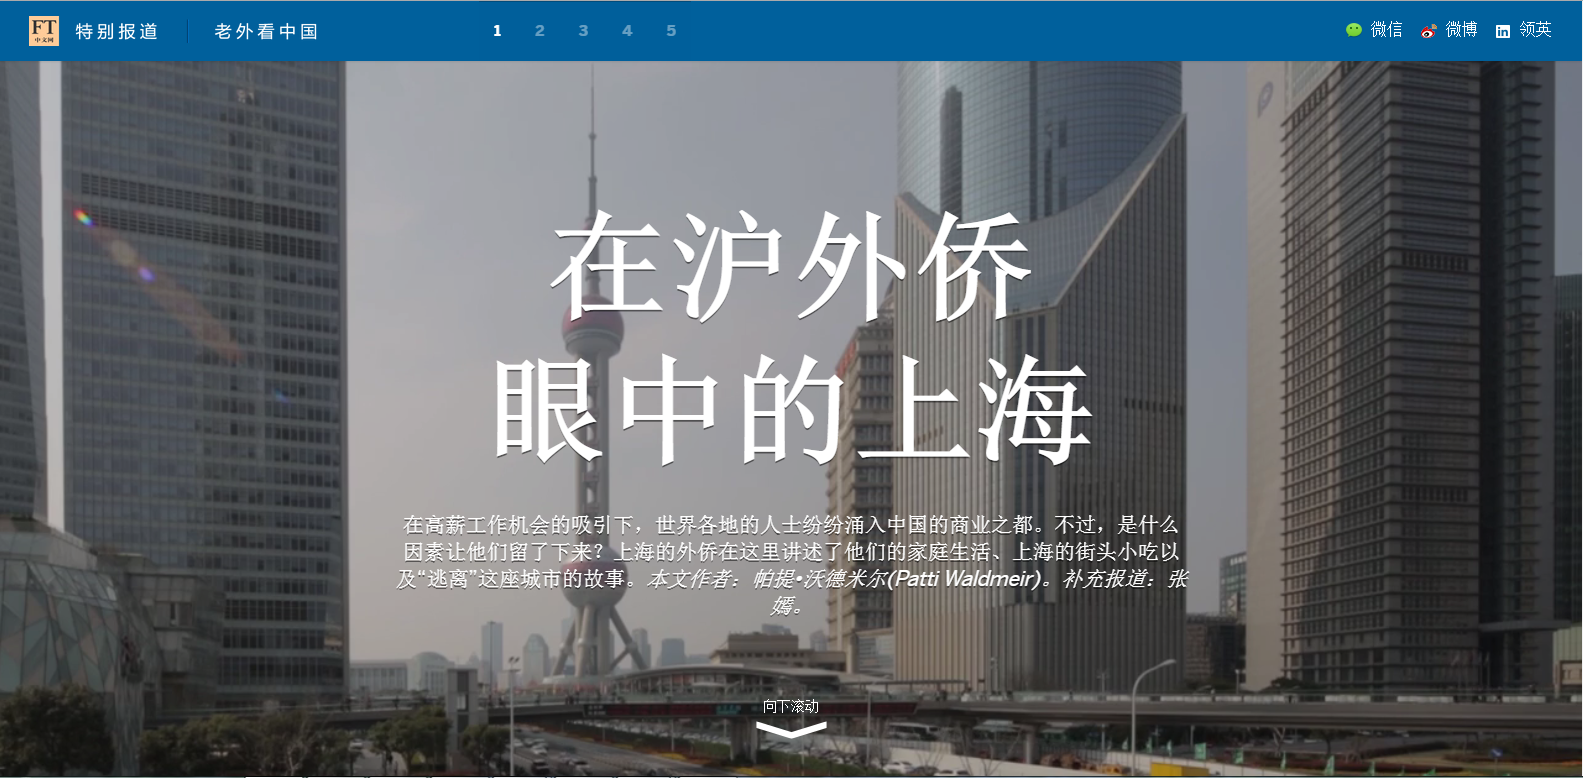 FT
中文网
特别报道
老外看中国
1 2 3 4 5
微信
微博
领英
在沪外侨
眼中的上海
在高薪工作机会的吸引下，世界各地的人士纷纷涌入中国的商业之都。不过，是什么
因素让他们留了下来？上海的外侨在这里讲述了他们的家庭生活、上海的街头小吃以
及“逃离”这座城市的故事。本文作者：帕提•沃德米尔(Patti Waldmeir)。补充报道：张
嫣。
向下滚动